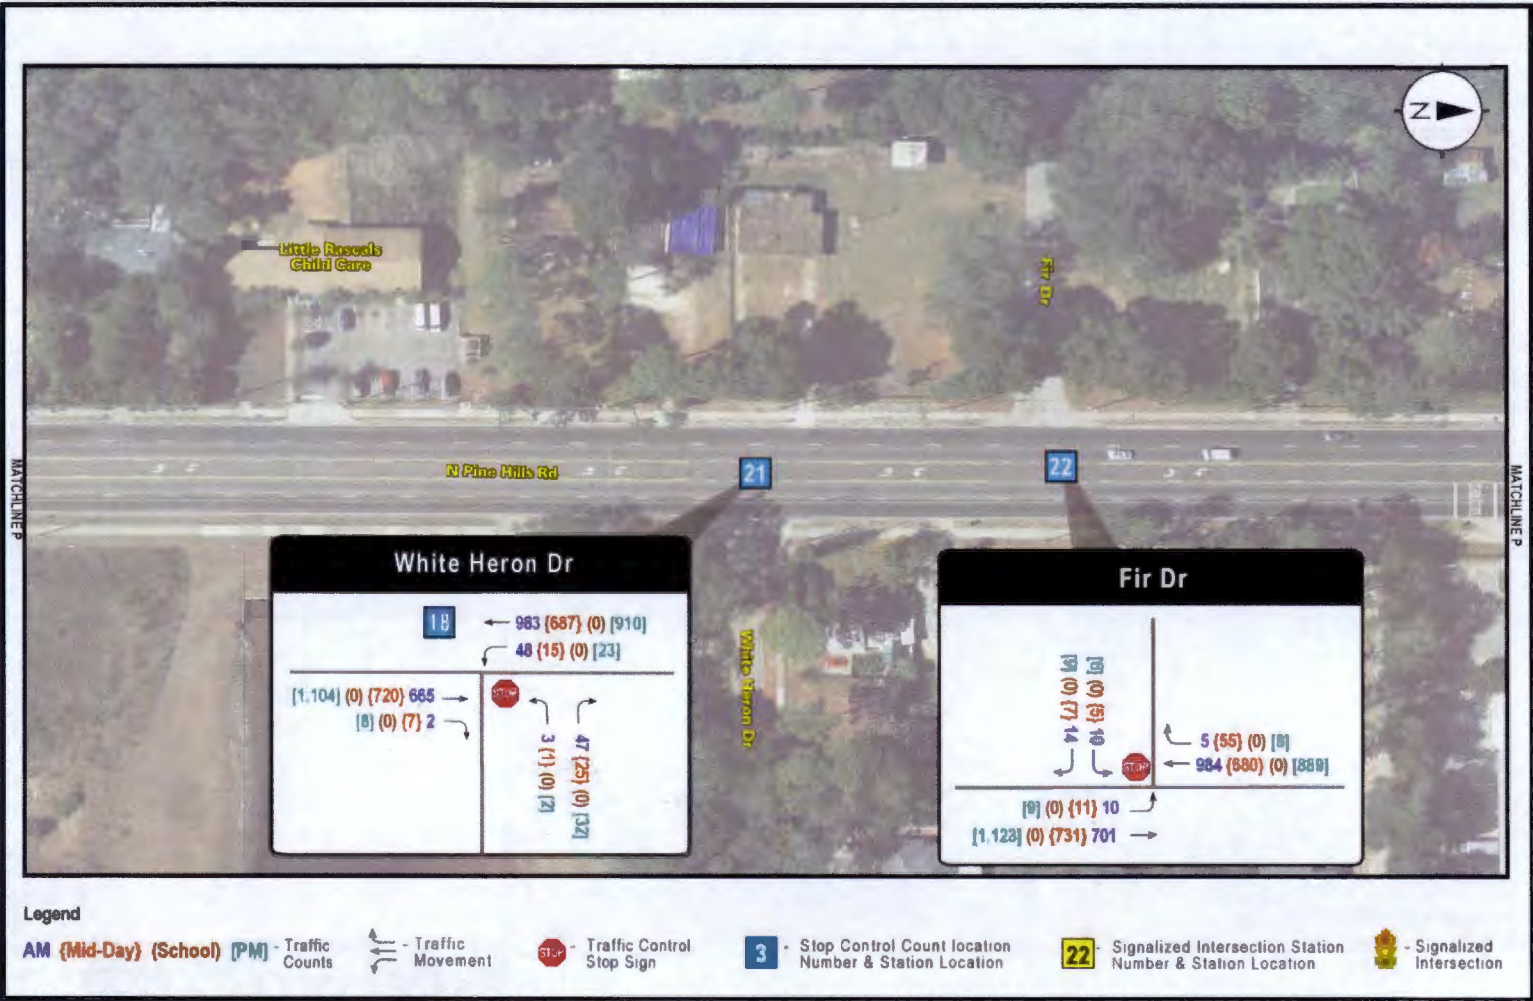 N
Little Rascals
Child Care
Fir Dr
MATCHLINE P
N Pine Hills Rd
21
22
MATCHLINE P
White Heron Dr
White Heron Dr
18
983 {687} (0) [910]
48 {15} (0) [23]
[1,104] (0) {720} 665
[8] (0) {7} 2
STOP
3 {1} (0) [2]
47 {25} (0) [32]
Fir Dr
[9] (0) {7} 14
(0) {5} 10
STOP
5 {55} (0) [8]
984 {680} (0) [889]
[9] (0) {11} 10
[1,123] (0) {731} 701
Legend
AM {Mid-Day} (School) [PM] - Traffic Counts
- Traffic Movement
STOP - Traffic Control Stop Sign
3 - Stop Control Count location Number & Station Location
22 - Signalized Intersection Station Number & Station Location
- Signalized Intersection